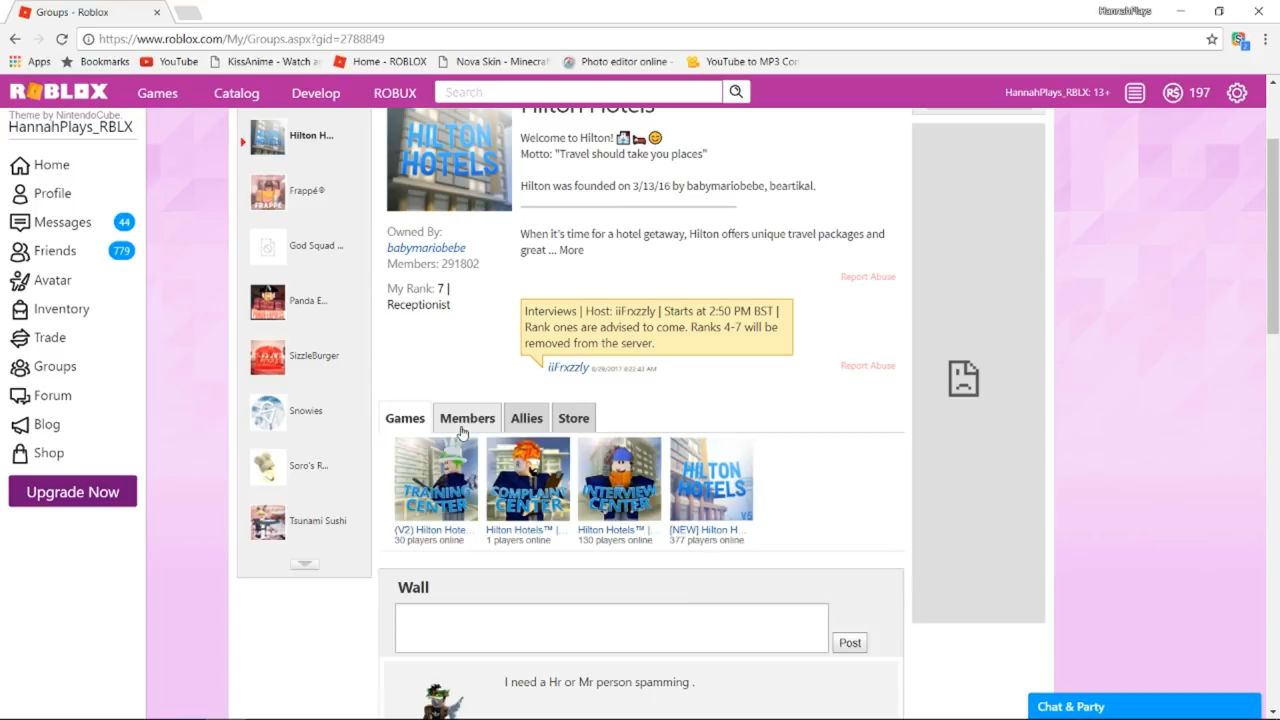 Groups - Roblox
HannahPlays
https://www.roblox.com/My/Groups.aspx?gid=2788849
Apps Bookmarks YouTube KissAnime - Watch a Home - ROBLOX Nova Skin - Minecraf Photo editor online - YouTube to MP3 Con
ROBLOX Games Catalog Develop ROBUX Search HannahPlays_RBLX: 13+ R$ 197
Theme by NintendoCube.
HannahPlays_RBLX
Home
Profile
Messages 44
Friends 779
Avatar
Inventory
Trade
Groups
Forum
Blog
Shop
Upgrade Now
Hilton H...
Frappé®
God Squad ...
Panda E...
SizzleBurger
Snowies
Soro's R...
Tsunami Sushi
HILTON
HOTELS
Hilton Hotels
Welcome to Hilton!
Motto: "Travel should take you places"
Hilton was founded on 3/13/16 by babymariobebe, beartikal.
When it's time for a hotel getaway, Hilton offers unique travel packages and
great ... More
Report Abuse
Owned By:
babymariobebe
Members: 291802
My Rank: 7 |
Receptionist
Interviews | Host: iiFrxzzly | Starts at 2:50 PM BST |
Rank ones are advised to come. Ranks 4-7 will be
removed from the server.
iiFrxzzly
Report Abuse
Games Members Allies Store
TRAINING
CENTER
COMPLAINT
CENTER
INTERVIEW
CENTER
HILTON
HOTELS
V5
(V2) Hilton Hote...
30 players online
Hilton Hotels™ |...
1 players online
Hilton Hotels™ |...
130 players online
[NEW] Hilton H...
377 players online
Wall
Post
I need a Hr or Mr person spamming .
Chat & Party